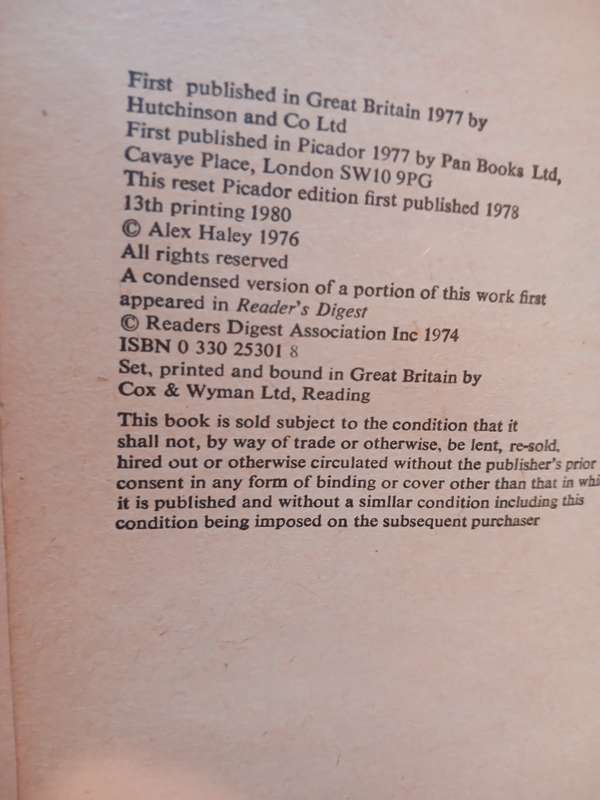 First published in Great Britain 1977 by
Hutchinson and Co Ltd
First published in Picador 1977 by Pan Books Ltd,
Cavaye Place, London SW10 9PG
This reset Picador edition first published 1978
13th printing 1980
© Alex Haley 1976
All rights reserved
A condensed version of a portion of this work first
appeared in Reader's Digest
© Readers Digest Association Inc 1974
ISBN 0 330 25301 8
Set, printed and bound in Great Britain by
Cox & Wyman Ltd, Reading
This book is sold subject to the condition that it
shall not, by way of trade or otherwise, be lent, re-sold,
hired out or otherwise circulated without the publisher's prior
consent in any form of binding or cover other than that in whi
it is published and without a similar condition including this
condition being imposed on the subsequent purchaser